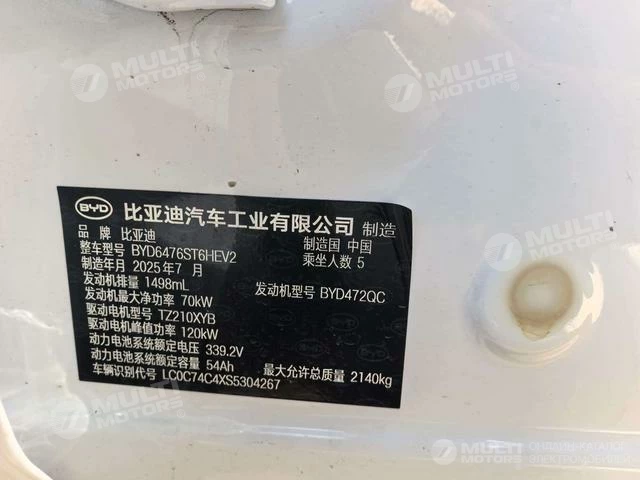 MULTI MOTORS
MULTI MOTORS
BYD 比亚迪汽车工业有限公司 制造
品 牌 比亚迪 制造国 中国
整车型号 BYD6476ST6HEV2 乘坐人数 5
制造年月 2025年7 月
发动机排量 1498mL 发动机型号 BYD472QC
发动机最大净功率 70kW
驱动电机型号 TZ210XYB
驱动电机峰值功率 120kW
动力电池系统额定电压 339.2V
动力电池系统额定容量 54Ah 最大允许总质量 2140kg
车辆识别代号 LC0C74C4XS5304267
MULTI MOTORS
MULTI MOTORS